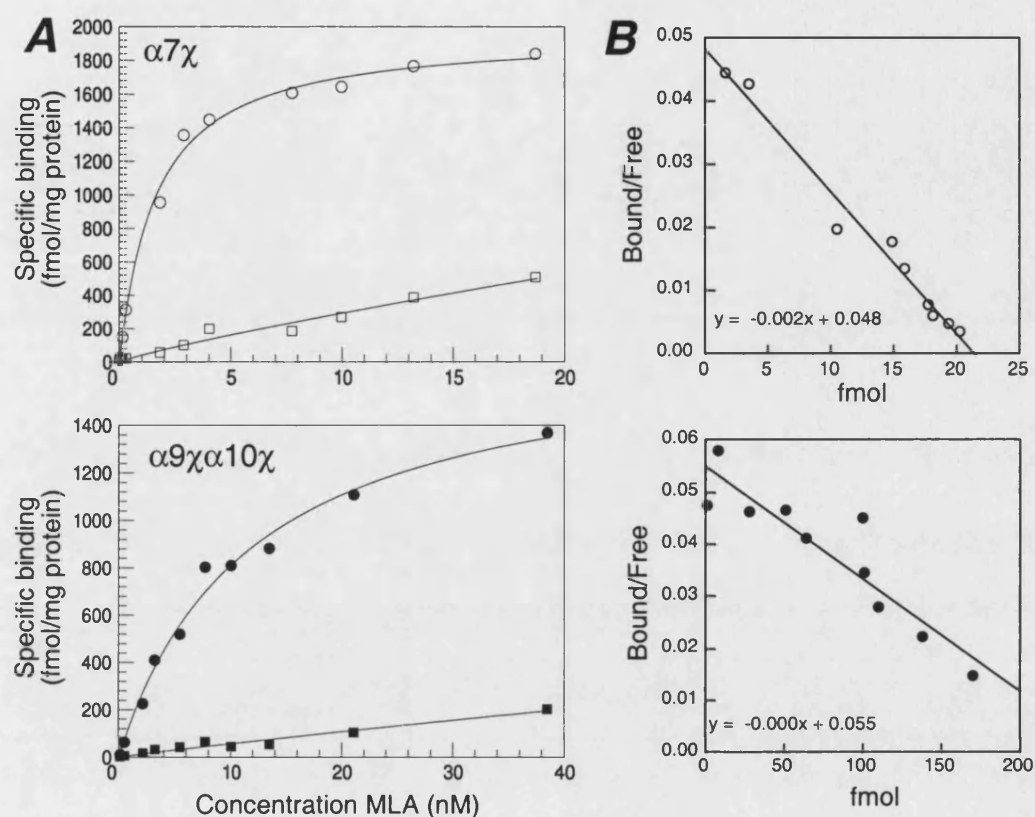 A
α7χ
2000
1800
1600
1400
1200
1000
800
600
400
200
0
Specific binding
(fmol/mg protein)
0 5 10 15 20
B
0.05
0.04
0.03
0.02
0.01
0.00
Bound/Free
y = -0.002x + 0.048
0 5 10 15 20 25
fmol
α9χα10χ
1400
1200
1000
800
600
400
200
0
Specific binding
(fmol/mg protein)
0 10 20 30 40
Concentration MLA (nM)
0.06
0.05
0.04
0.03
0.02
0.01
0.00
Bound/Free
y = -0.000x + 0.055
0 50 100 150 200
fmol